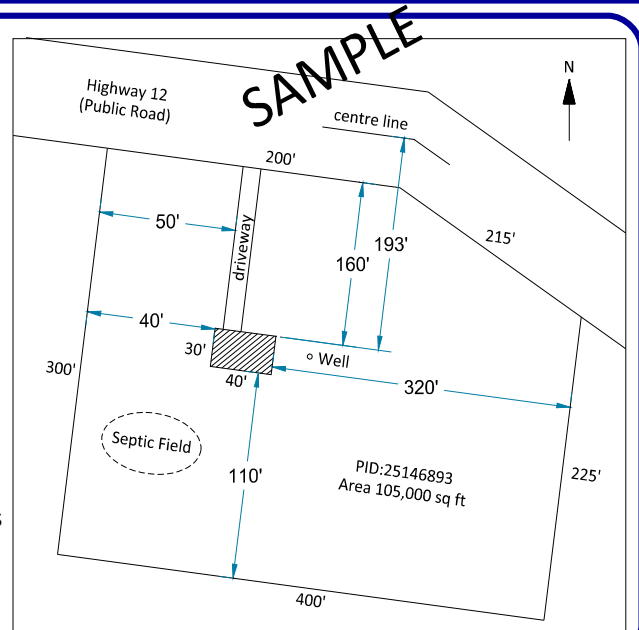 SAMPLE
N
Highway 12
(Public Road)
centre line
200'
50'
driveway
193'
160'
215'
40'
30'
Well
300'
40'
320'
Septic Field
110'
PID:25146893
Area 105,000 sq ft
225'
400'